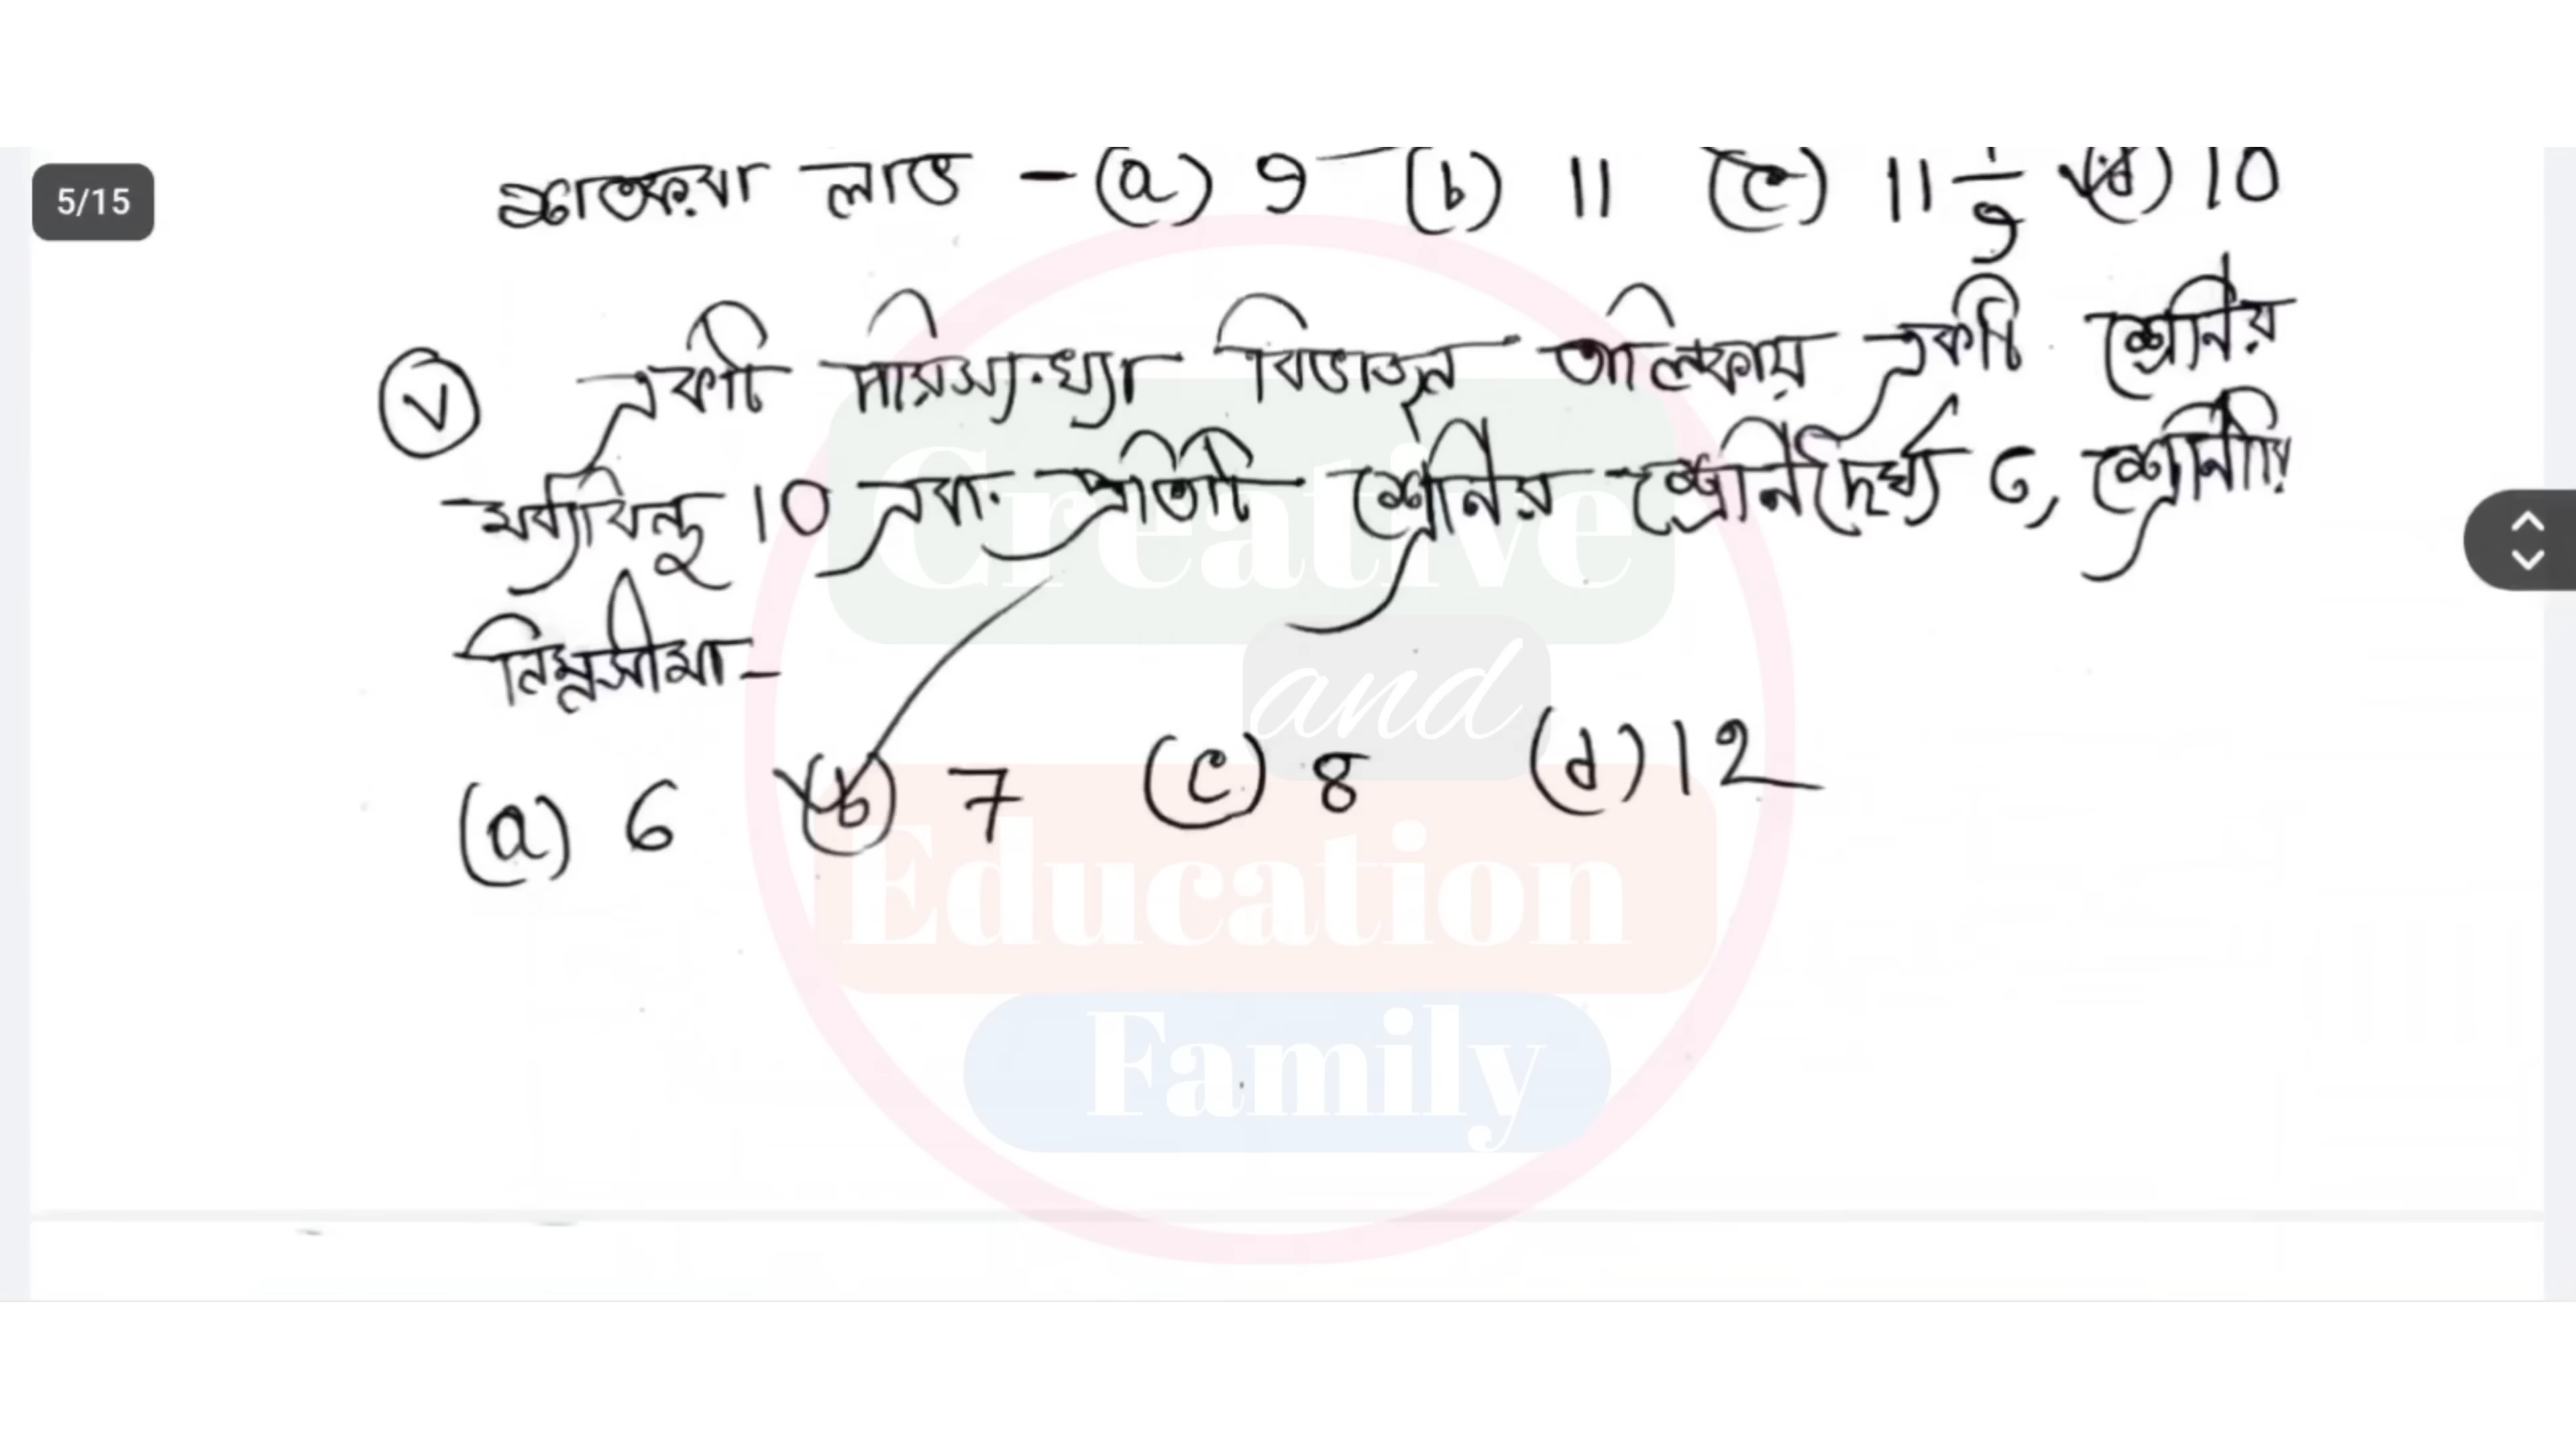 5/15
শতকরা লাভ - (a) 9 (b) 11 (c) 11 1/9 (d) 10
(v) একটি পরিসংখ্যা বিভাজন তালিকায় একটি শ্রেনির
মধ্যবিন্দু 10 এবং প্রতিটি শ্রেনির শ্রেনিদৈর্ঘ্য 6, শ্রেনিটির
নিম্নসীমা-
(a) 6 (b) 7 (c) 8 (d) 12
Creative
and
Education
Family